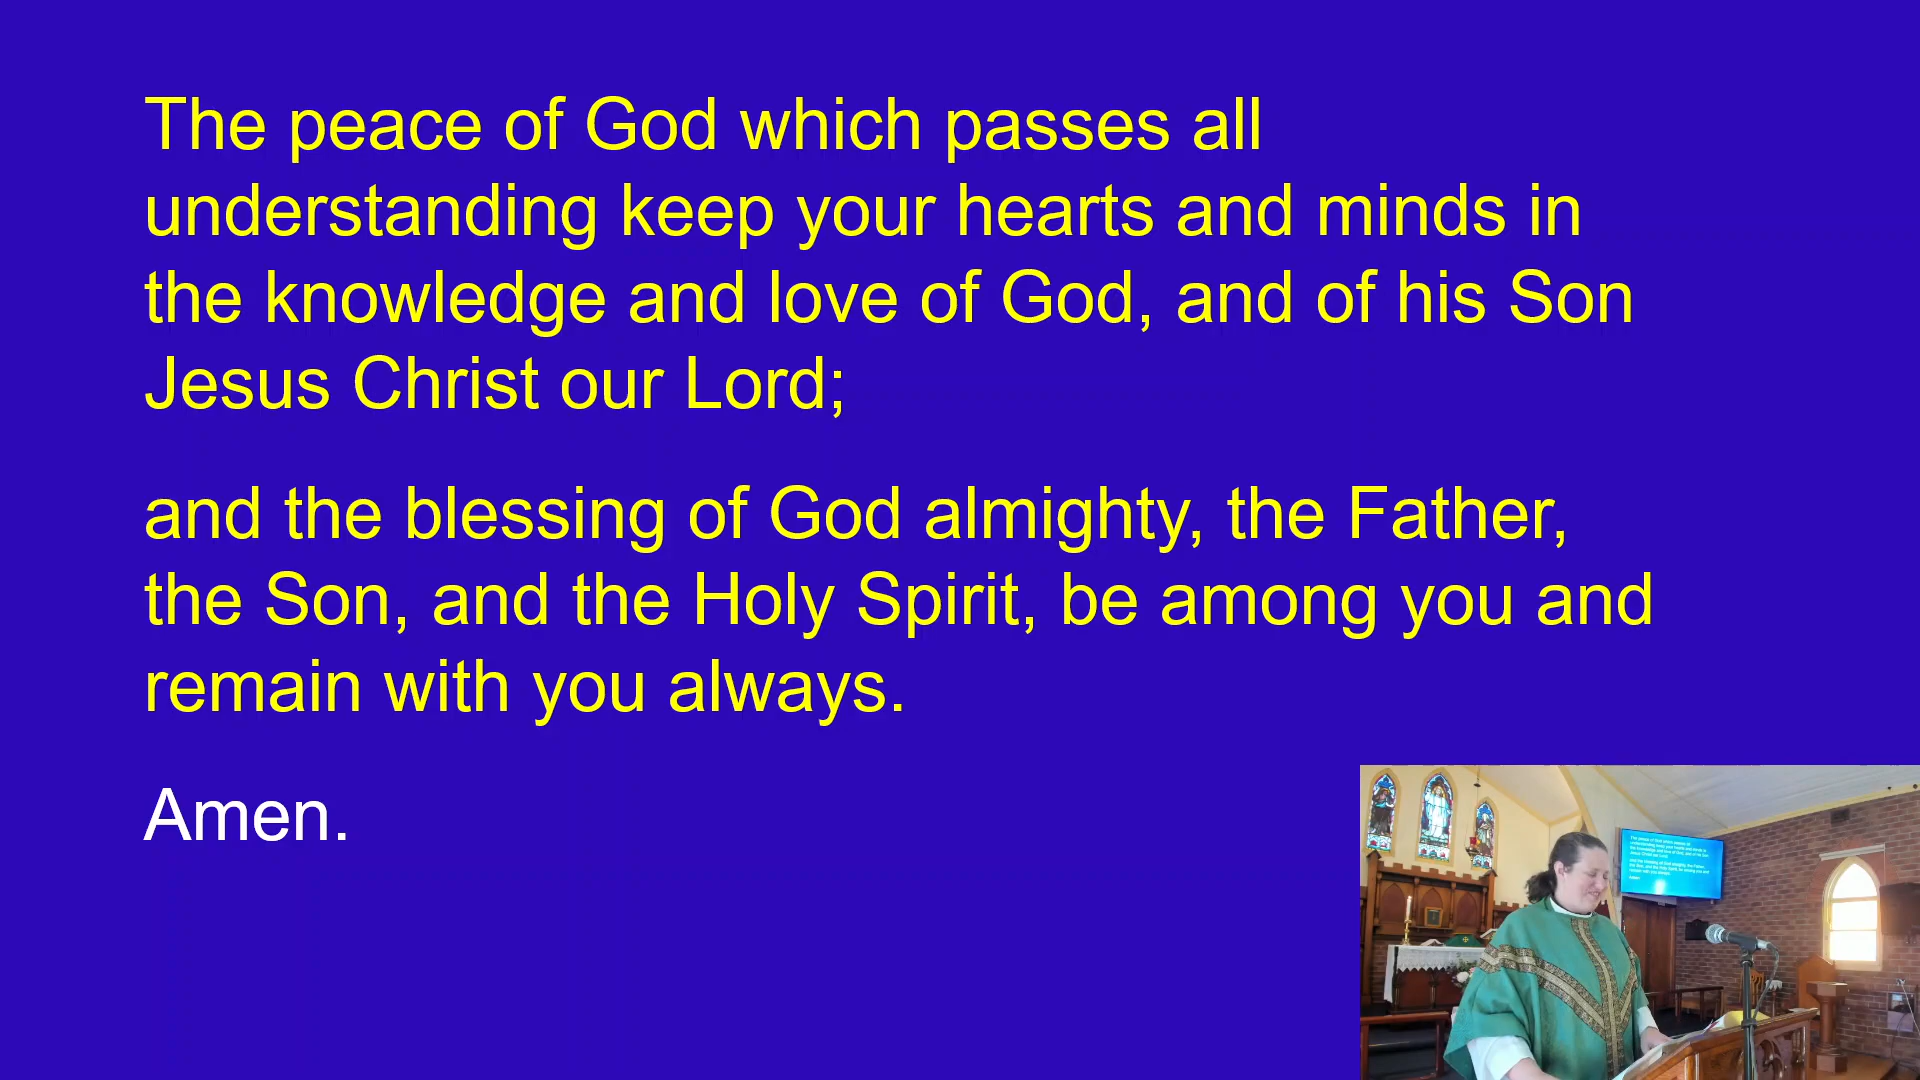 The peace of God which passes all
understanding keep your hearts and minds in
the knowledge and love of God, and of his Son
Jesus Christ our Lord;
and the blessing of God almighty, the Father,
the Son, and the Holy Spirit, be among you and
remain with you always.
Amen.